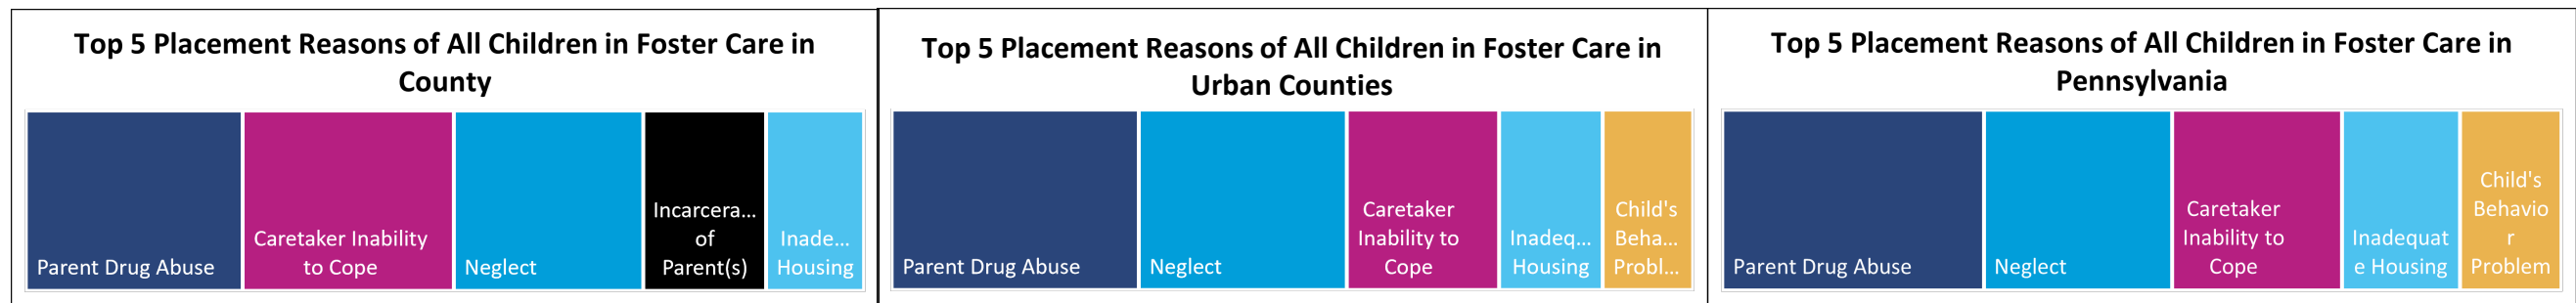 Top 5 Placement Reasons of All Children in Foster Care in
County
Parent Drug Abuse
Caretaker Inability
to Cope
Neglect
Incarcera...
of
Parent(s)
Inade...
Housing
Top 5 Placement Reasons of All Children in Foster Care in
Urban Counties
Parent Drug Abuse
Neglect
Caretaker
Inability to
Cope
Inadeq...
Housing
Child's
Beha...
Probl...
Top 5 Placement Reasons of All Children in Foster Care in
Pennsylvania
Parent Drug Abuse
Neglect
Caretaker
Inability to
Cope
Inadequat
e Housing
Child's
Behavio
r
Problem